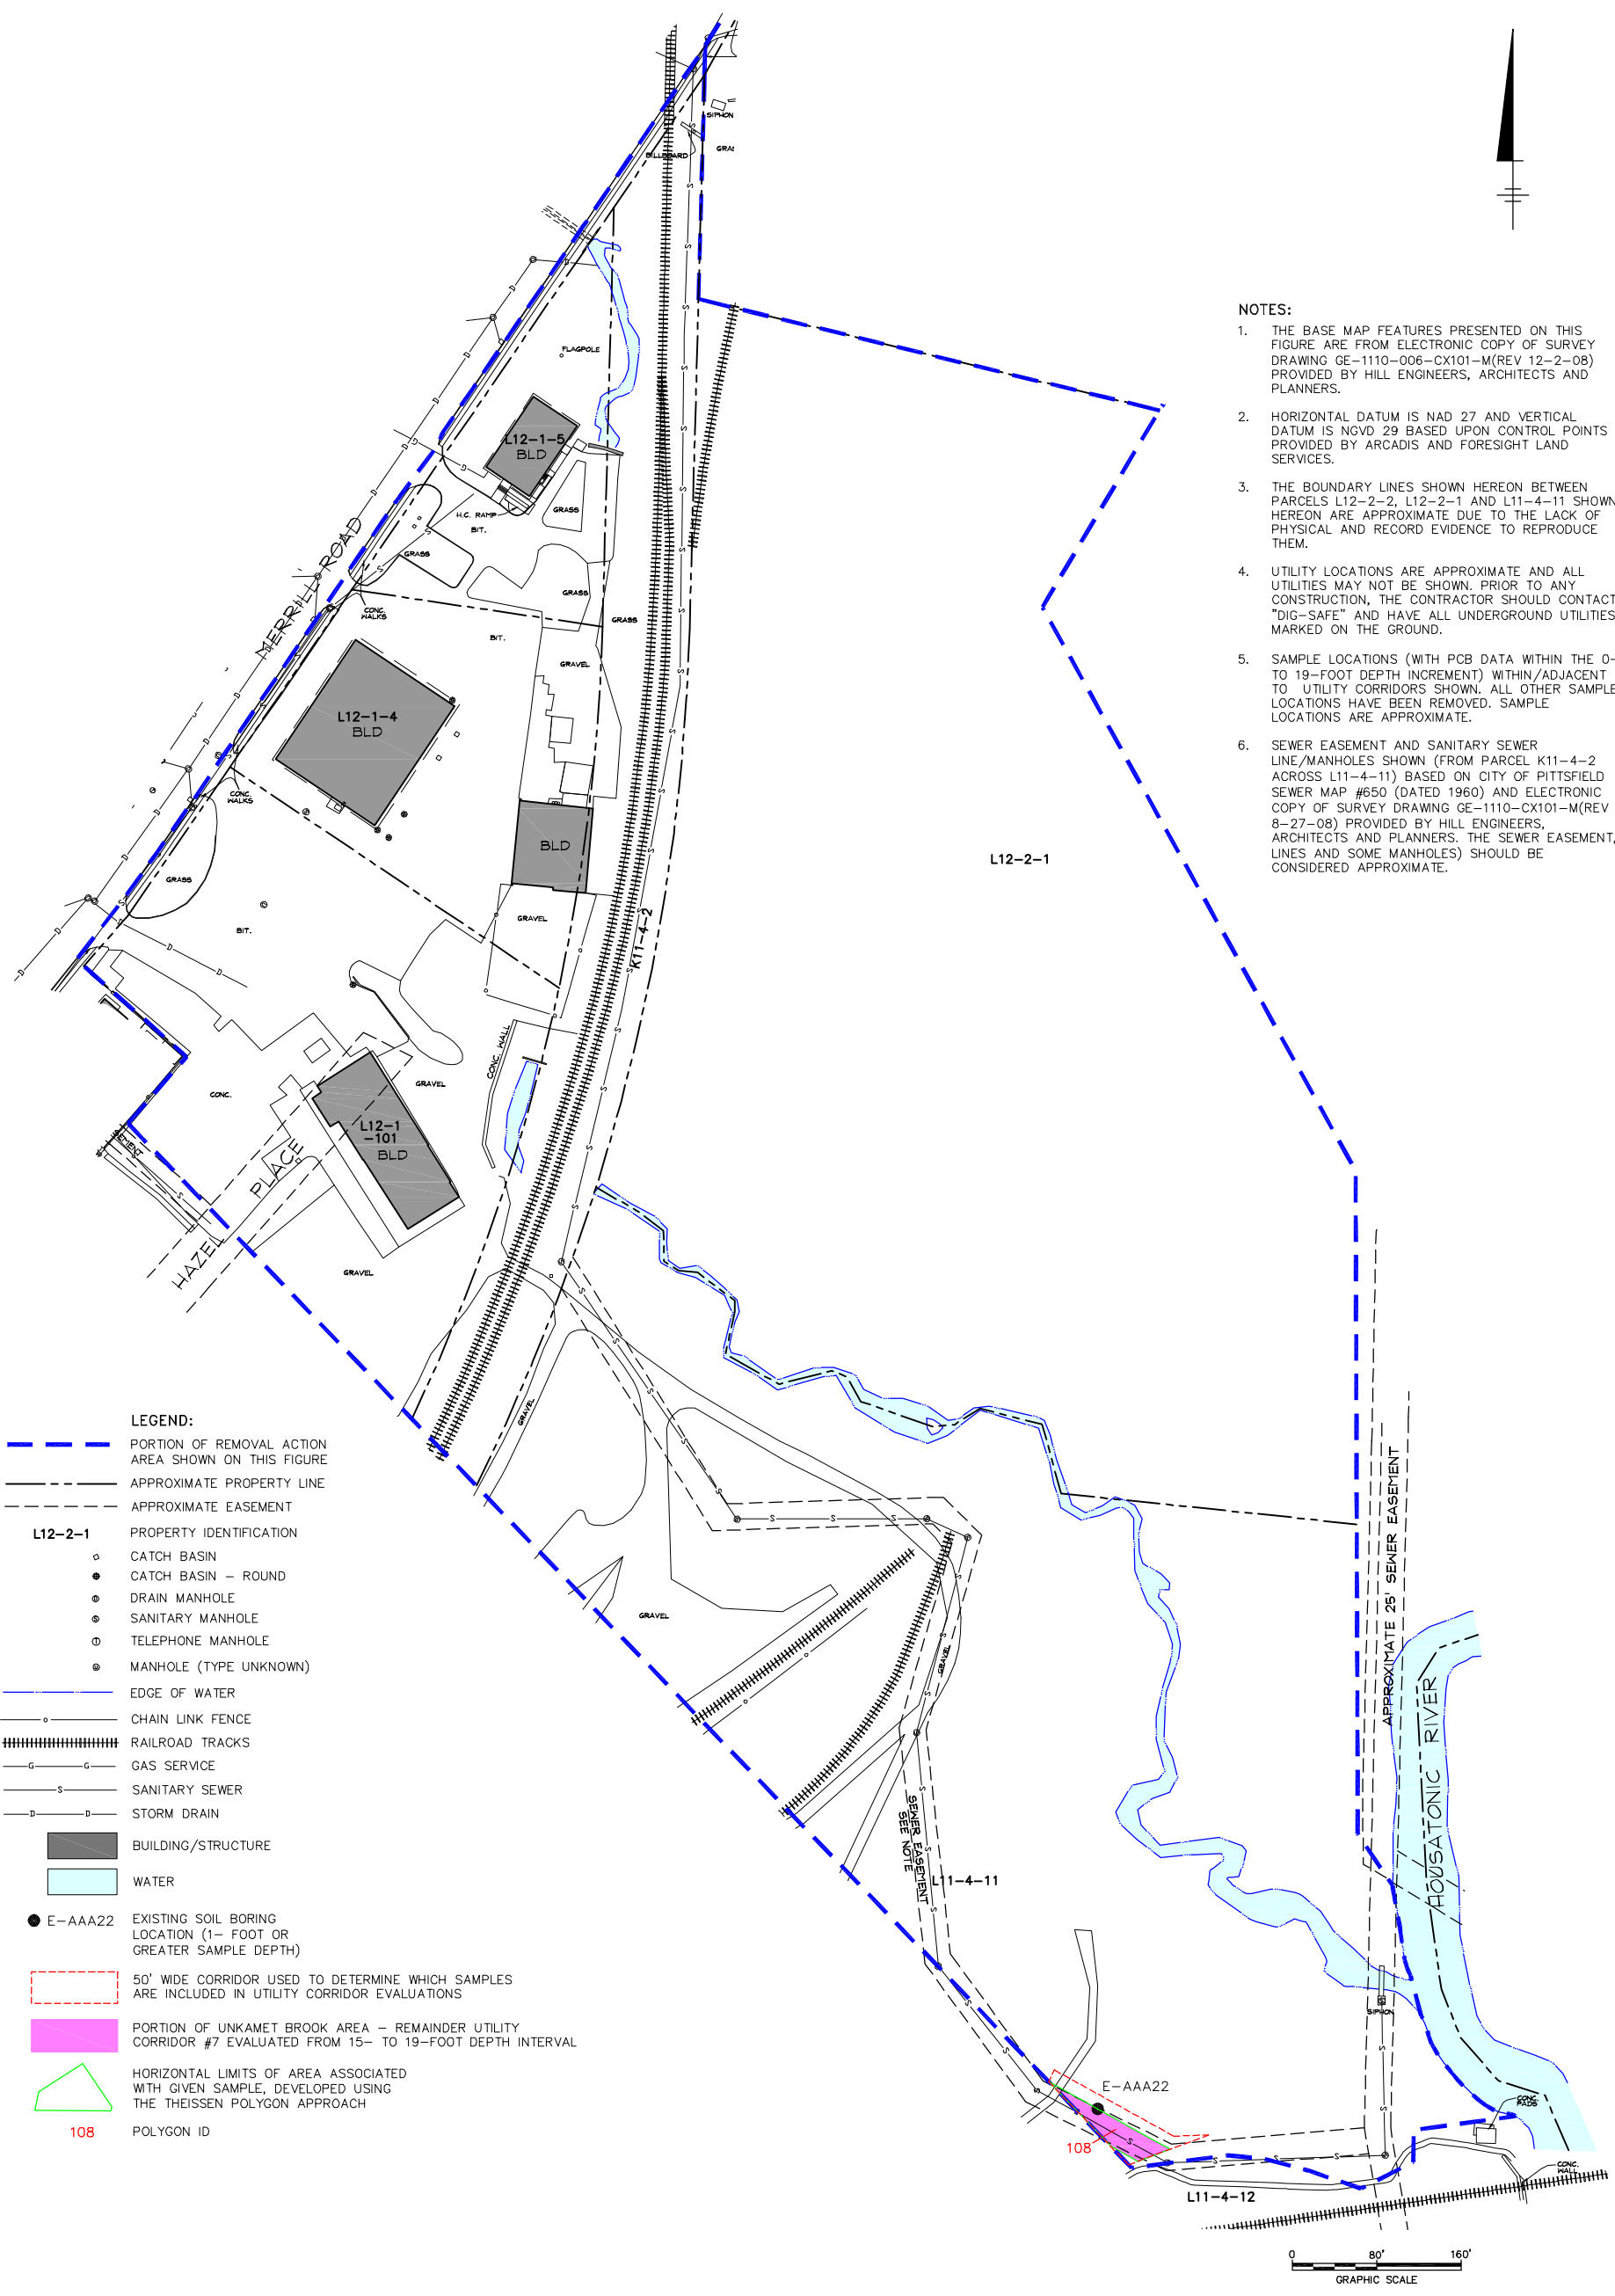 SIPHON
GRA
BILLBOARD
D
S
FLAGPOLE
L12-1-5
BLD
H.C. RAMP
BIT.
GRASS
GRASS
GRASS
GRASS
MERRILL ROAD
CONC.
WALKS
BIT.
GRAVEL
L12-1-4
BLD
CONC.
WALKS
BLD
GRASS
GRAVEL
BIT.
K11-4-2
L12-2-1
CONC. WALL
GRAVEL
CONC.
L12-1
-101
BLD
HAZEL PLACE
GRAVEL
GRAVEL
GRAVEL
GRAVEL
SEWER EASEMENT
SEE NOTE
L11-4-11
APPROXIMATE 25' SEWER EASEMENT
HOUSATONIC RIVER
SIPHON
E-AAA22
108
CONC.
PADS
CONC.
WALL
L11-4-12
0 80' 160'
GRAPHIC SCALE
NOTES:
1. THE BASE MAP FEATURES PRESENTED ON THIS
FIGURE ARE FROM ELECTRONIC COPY OF SURVEY
DRAWING GE-1110-006-CX101-M(REV 12-2-08)
PROVIDED BY HILL ENGINEERS, ARCHITECTS AND
PLANNERS.
2. HORIZONTAL DATUM IS NAD 27 AND VERTICAL
DATUM IS NGVD 29 BASED UPON CONTROL POINTS
PROVIDED BY ARCADIS AND FORESIGHT LAND
SERVICES.
3. THE BOUNDARY LINES SHOWN HEREON BETWEEN
PARCELS L12-2-2, L12-2-1 AND L11-4-11 SHOWN
HEREON ARE APPROXIMATE DUE TO THE LACK OF
PHYSICAL AND RECORD EVIDENCE TO REPRODUCE
THEM.
4. UTILITY LOCATIONS ARE APPROXIMATE AND ALL
UTILITIES MAY NOT BE SHOWN. PRIOR TO ANY
CONSTRUCTION, THE CONTRACTOR SHOULD CONTACT
"DIG-SAFE" AND HAVE ALL UNDERGROUND UTILITIES
MARKED ON THE GROUND.
5. SAMPLE LOCATIONS (WITH PCB DATA WITHIN THE 0-
TO 19-FOOT DEPTH INCREMENT) WITHIN/ADJACENT
TO UTILITY CORRIDORS SHOWN. ALL OTHER SAMPLE
LOCATIONS HAVE BEEN REMOVED. SAMPLE
LOCATIONS ARE APPROXIMATE.
6. SEWER EASEMENT AND SANITARY SEWER
LINE/MANHOLES SHOWN (FROM PARCEL K11-4-2
ACROSS L11-4-11) BASED ON CITY OF PITTSFIELD
SEWER MAP #650 (DATED 1960) AND ELECTRONIC
COPY OF SURVEY DRAWING GE-1110-CX101-M(REV
8-27-08) PROVIDED BY HILL ENGINEERS,
ARCHITECTS AND PLANNERS. THE SEWER EASEMENT,
LINES AND SOME MANHOLES) SHOULD BE
CONSIDERED APPROXIMATE.
LEGEND:
PORTION OF REMOVAL ACTION
AREA SHOWN ON THIS FIGURE
APPROXIMATE PROPERTY LINE
APPROXIMATE EASEMENT
L12-2-1 PROPERTY IDENTIFICATION
CATCH BASIN
CATCH BASIN - ROUND
DRAIN MANHOLE
SANITARY MANHOLE
TELEPHONE MANHOLE
MANHOLE (TYPE UNKNOWN)
EDGE OF WATER
CHAIN LINK FENCE
RAILROAD TRACKS
G G GAS SERVICE
S SANITARY SEWER
D D STORM DRAIN
BUILDING/STRUCTURE
WATER
E-AAA22 EXISTING SOIL BORING
LOCATION (1- FOOT OR
GREATER SAMPLE DEPTH)
50' WIDE CORRIDOR USED TO DETERMINE WHICH SAMPLES
ARE INCLUDED IN UTILITY CORRIDOR EVALUATIONS
PORTION OF UNKAMET BROOK AREA - REMAINDER UTILITY
CORRIDOR #7 EVALUATED FROM 15- TO 19-FOOT DEPTH INTERVAL
HORIZONTAL LIMITS OF AREA ASSOCIATED
WITH GIVEN SAMPLE, DEVELOPED USING
THE THEISSEN POLYGON APPROACH
108 POLYGON ID